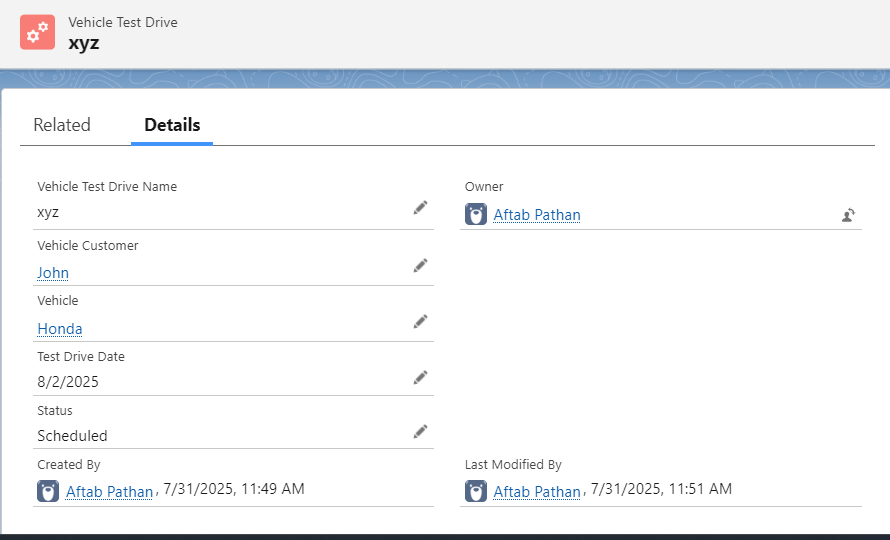 Vehicle Test Drive
xyz
Related Details
Vehicle Test Drive Name
xyz
Owner
Aftab Pathan
Vehicle Customer
John
Vehicle
Honda
Test Drive Date
8/2/2025
Status
Scheduled
Created By
Aftab Pathan, 7/31/2025, 11:49 AM
Last Modified By
Aftab Pathan, 7/31/2025, 11:51 AM